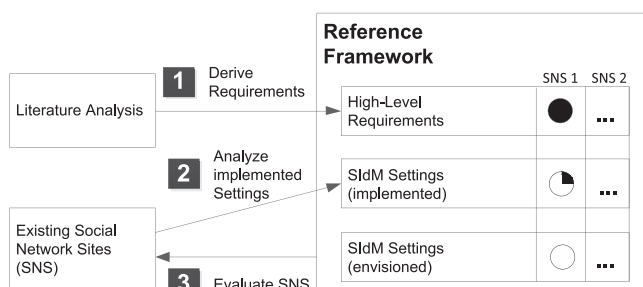 Reference
Framework
SNS 1 SNS 2
1 Derive
Requirements
Literature Analysis
High-Level
Requirements
...
2 Analyze
implemented
Settings
SIdM Settings
(implemented)
...
Existing Social
Network Sites
(SNS)
SIdM Settings
(envisioned)
...
3 Evaluate SNS